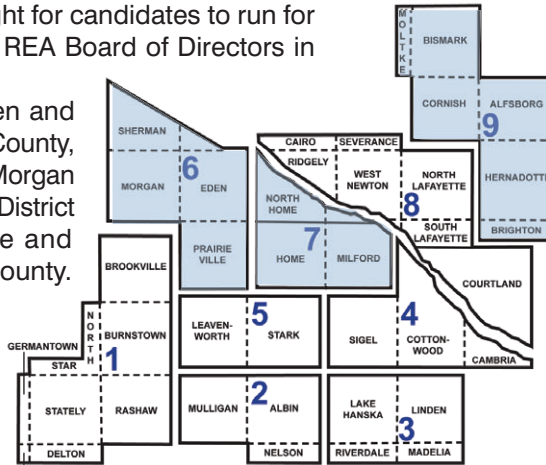 ght for candidates to run for
REA Board of Directors in
en and
County,
Morgan
District
e and
ounty.
MOLTKE
BISMARK
CORNISH
ALFSBORG
9
HERNADOTTE
BRIGHTON
SHERMAN
6
MORGAN
EDEN
PRAIRIE
VILLE
CAIRO
SEVERANCE
RIDGELY
WEST
NEWTON
NORTH
LAFAYETTE
8
SOUTH
LAFAYETTE
NORTH
HOME
7
HOME
MILFORD
COURTLAND
BROOKVILLE
NORTH
BURNSTOWN
GERMANTOWN
STAR
1
STATELY
RASHAW
DELTON
5
LEAVEN-
WORTH
STARK
4
SIGEL
COTTON-
WOOD
CAMBRIA
2
MULLIGAN
ALBIN
NELSON
LAKE
HANSKA
LINDEN
3
RIVERDALE
MADELIA